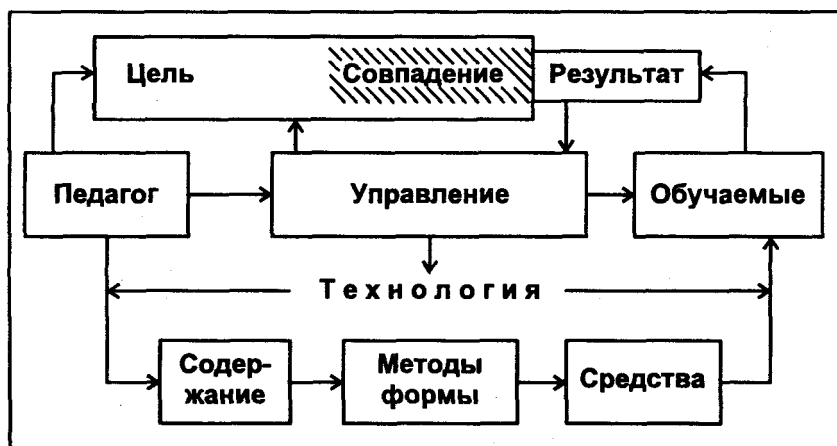 Цель Совпадение Результат
Педагог Управление Обучаемые
Технология
Содер-
жание
Методы
формы
Средства